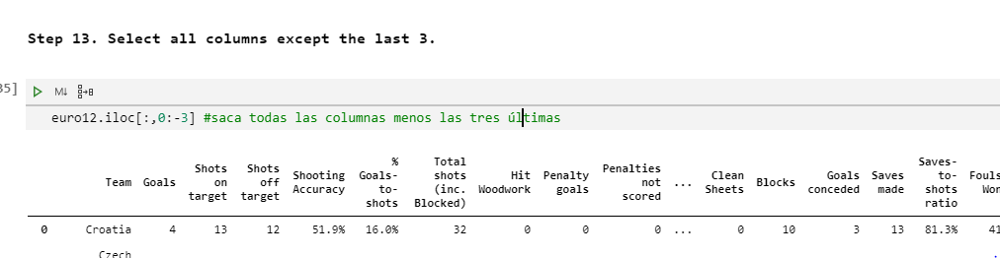 Step 13. Select all columns except the last 3.
35]
M↓
euro12.iloc[:,0:-3] #saca todas las columnas menos las tres últimas
Team Goals Shots on target Shots off target Shooting Accuracy % Goals-to-shots Total shots (inc. Blocked) Hit Woodwork Penalty goals Penalties not scored ... Clean Sheets Blocks Goals conceded Saves made Saves-to-shots ratio Fouls Won
0 Croatia 4 13 12 51.9% 16.0% 32 0 0 0 ... 0 10 3 13 81.3% 41
Czech